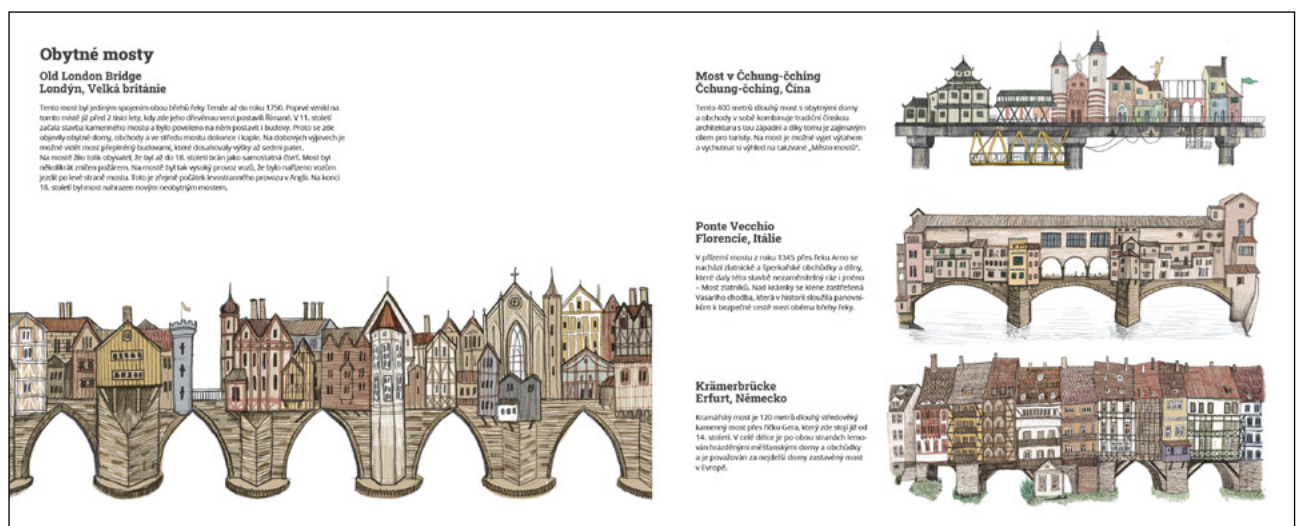 Obytné mosty
Old London Bridge
Londýn, Velká británie
Tento most byl jediným spojením obou břehů řeky Temže až do roku 1750. Poprvé vznikl na
tomto místě již před 2 tisíci lety, kdy zde jeho dřevěnou verzi postavili Římané. V 11. století
začala stavba kamenného mostu a bylo povoleno na něm postavit i budovy. Proto se zde
objevily obytné domy, obchody a ve středu mostu dokonce i kaple. Na dobových výjevech je
možné vidět most přeplněný budovami, které dosahovaly výšky až sedmi pater.
Na mostě žilo tolik obyvatel, že byl až do 18. století brán jako samostatná čtvrť. Most byl
několikrát zničen požárem. Na mostě byl tak vysoký provoz vozů, že bylo nařízeno vozům
jezdit po levé straně mostu. Toto je zřejmě počátek levostranného provozu v Anglii. Na konci
18. století byl most nahrazen novým neobytným mostem.
Most v Čchung-čching
Čchung-čching, Čína
Tento 400 metrů dlouhý most s obytnými domy
a obchody v sobě kombinuje tradiční čínskou
architekturu s tou západní a díky tomu je zajímavým
cílem pro turisty. Na most je možné vyjet výtahem
a vychutnat si výhled na takzvané „Město mostů“.
Ponte Vecchio
Florencie, Itálie
V přízemí mostu z roku 1345 přes řeku Arno se
nachází zlatnické a šperkařské obchůdky a dílny,
které daly této stavbě nezaměnitelný ráz i jméno
– Most zlatníků. Nad krámky se klene zastřešená
Vasariho chodba, která v historii sloužila panovní-
kům k bezpečné cestě mezi oběma břehy řeky.
Krämerbrücke
Erfurt, Německo
Kramářský most je 120 metrů dlouhý středověký
kamenný most přes říčku Gera, který zde stojí již od
14. století. V celé délce je po obou stranách lemo-
ván hrázděnými měšťanskými domy a obchůdky
a je považován za nejdelší domy zastavěný most
v Evropě.